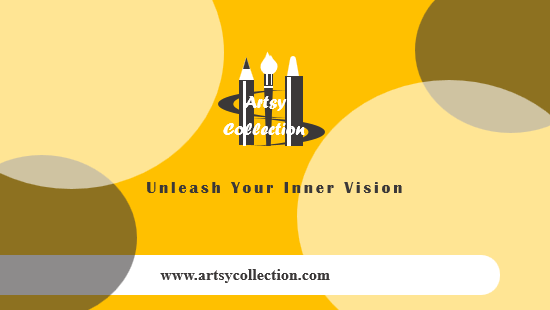 Artsy
Collection
Unleash Your Inner Vision
www.artsycollection.com